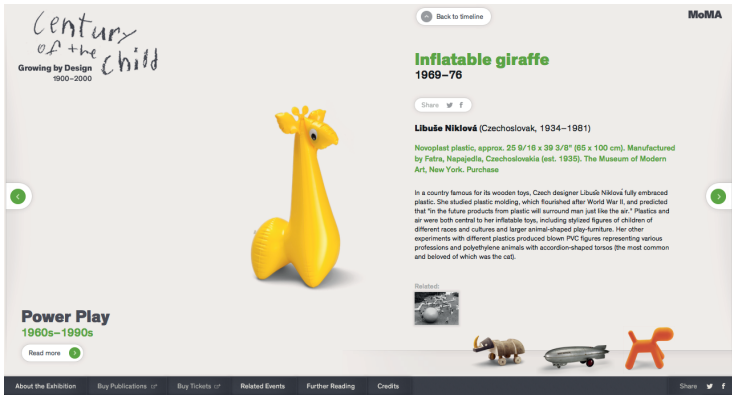 Century
of the
Child
Growing by Design
1900–2000
Back to timeline
MoMA
Inflatable giraffe
1969–76
Share
Libuše Niklová (Czechoslovak, 1934–1981)
Novoplast plastic, approx. 25 9/16 x 39 3/8" (65 x 100 cm). Manufactured
by Fatra, Napajedla, Czechoslovakia (est. 1935). The Museum of Modern
Art, New York. Purchase
In a country famous for its wooden toys, Czech designer Libuše Niklová fully embraced
plastic. She studied plastic molding, which flourished after World War II, and predicted
that "in the future products from plastic will surround man just like the air." Plastics and
air were both central to her inflatable toys, including stylized figures of children of
different races and cultures and larger animal-shaped play-furniture. Her other
experiments with different plastics produced blown PVC figures representing various
professions and polyethylene animals with accordion-shaped torsos (the most common
and beloved of which was the cat).
Related:
Power Play
1960s–1990s
Read more
About the Exhibition
Buy Publications
Buy Tickets
Related Events
Further Reading
Credits
Share